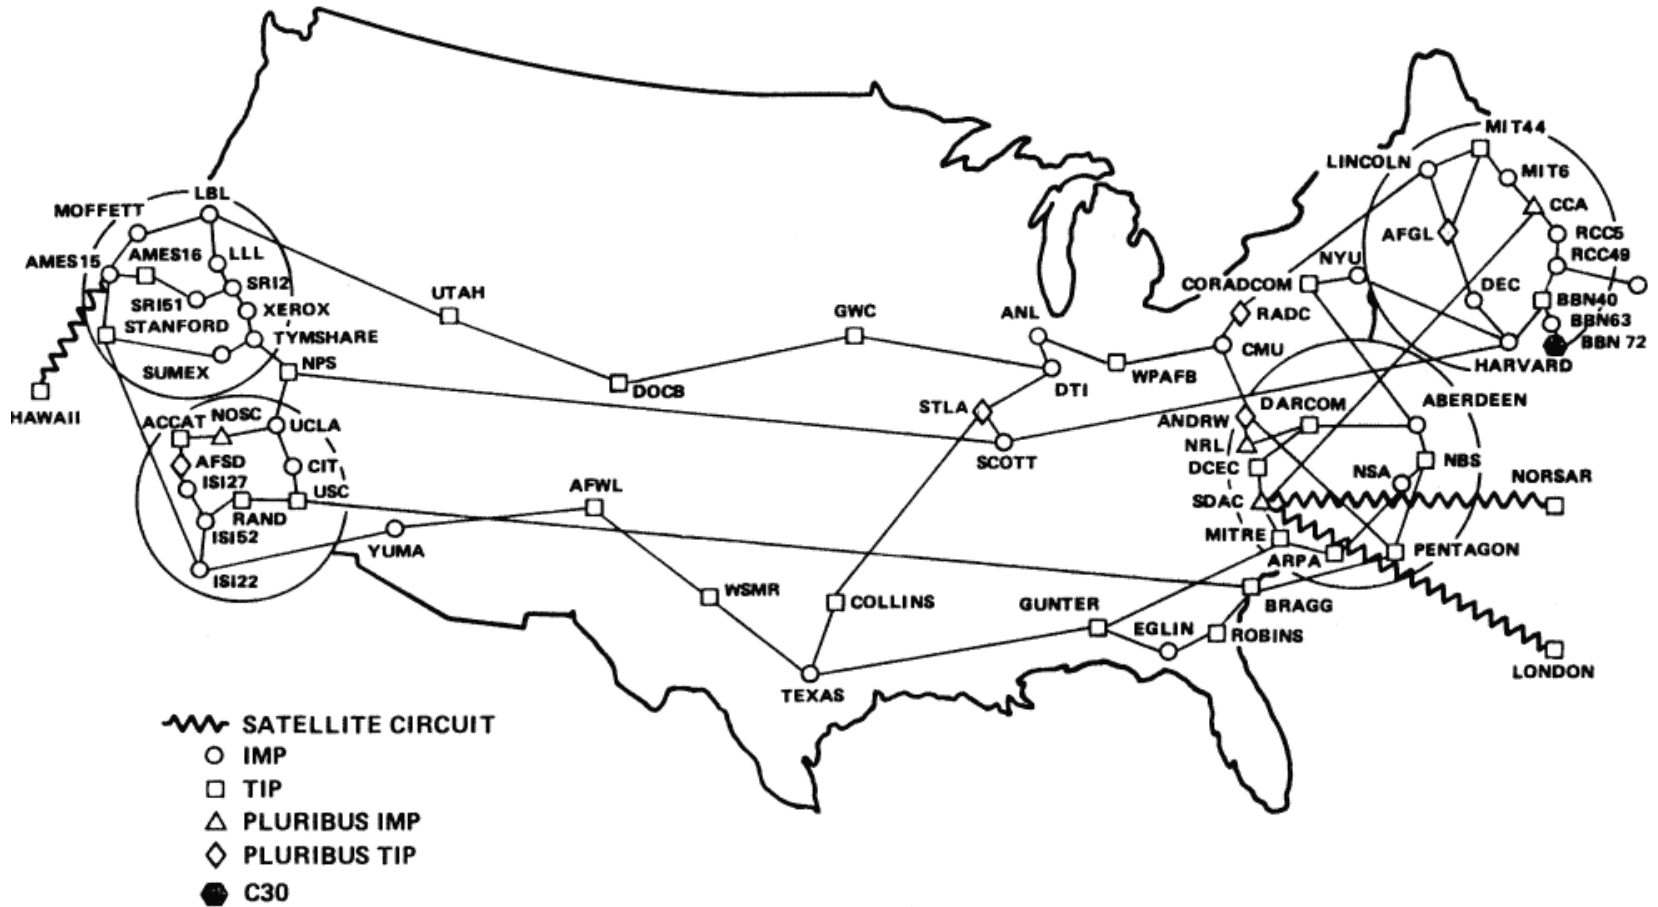 MIT44
LINCOLN
MIT6
CCA
LBL
MOFFETT
AFGL
RCC5
AMES16
LLL
RCC49
AMES15
NYU
SRI2
CORADCOM
DEC
UTAH
SRI51
XEROX
BBN40
STANFORD
GWC
ANL
RADC
BBN63
TYMSHARE
BBN 72
NPS
CMU
HARVARD
SUMEX
WPAFB
DOCB
DTI
HAWAII
STLA
DARCOM
ABERDEEN
ACCAT
NOSC
UCLA
ANDRW
NRL
SCOTT
AFSD
CIT
DCEC
NSA
NBS
ISI27
NORSAR
AFWL
USC
SDAC
RAND
ISI52
MITRE
YUMA
ARPA
PENTAGON
ISI22
WSMR
COLLINS
GUNTER
BRAGG
EGLIN
ROBINS
LONDON
TEXAS
SATELLITE CIRCUIT
IMP
TIP
PLURIBUS IMP
PLURIBUS TIP
C30